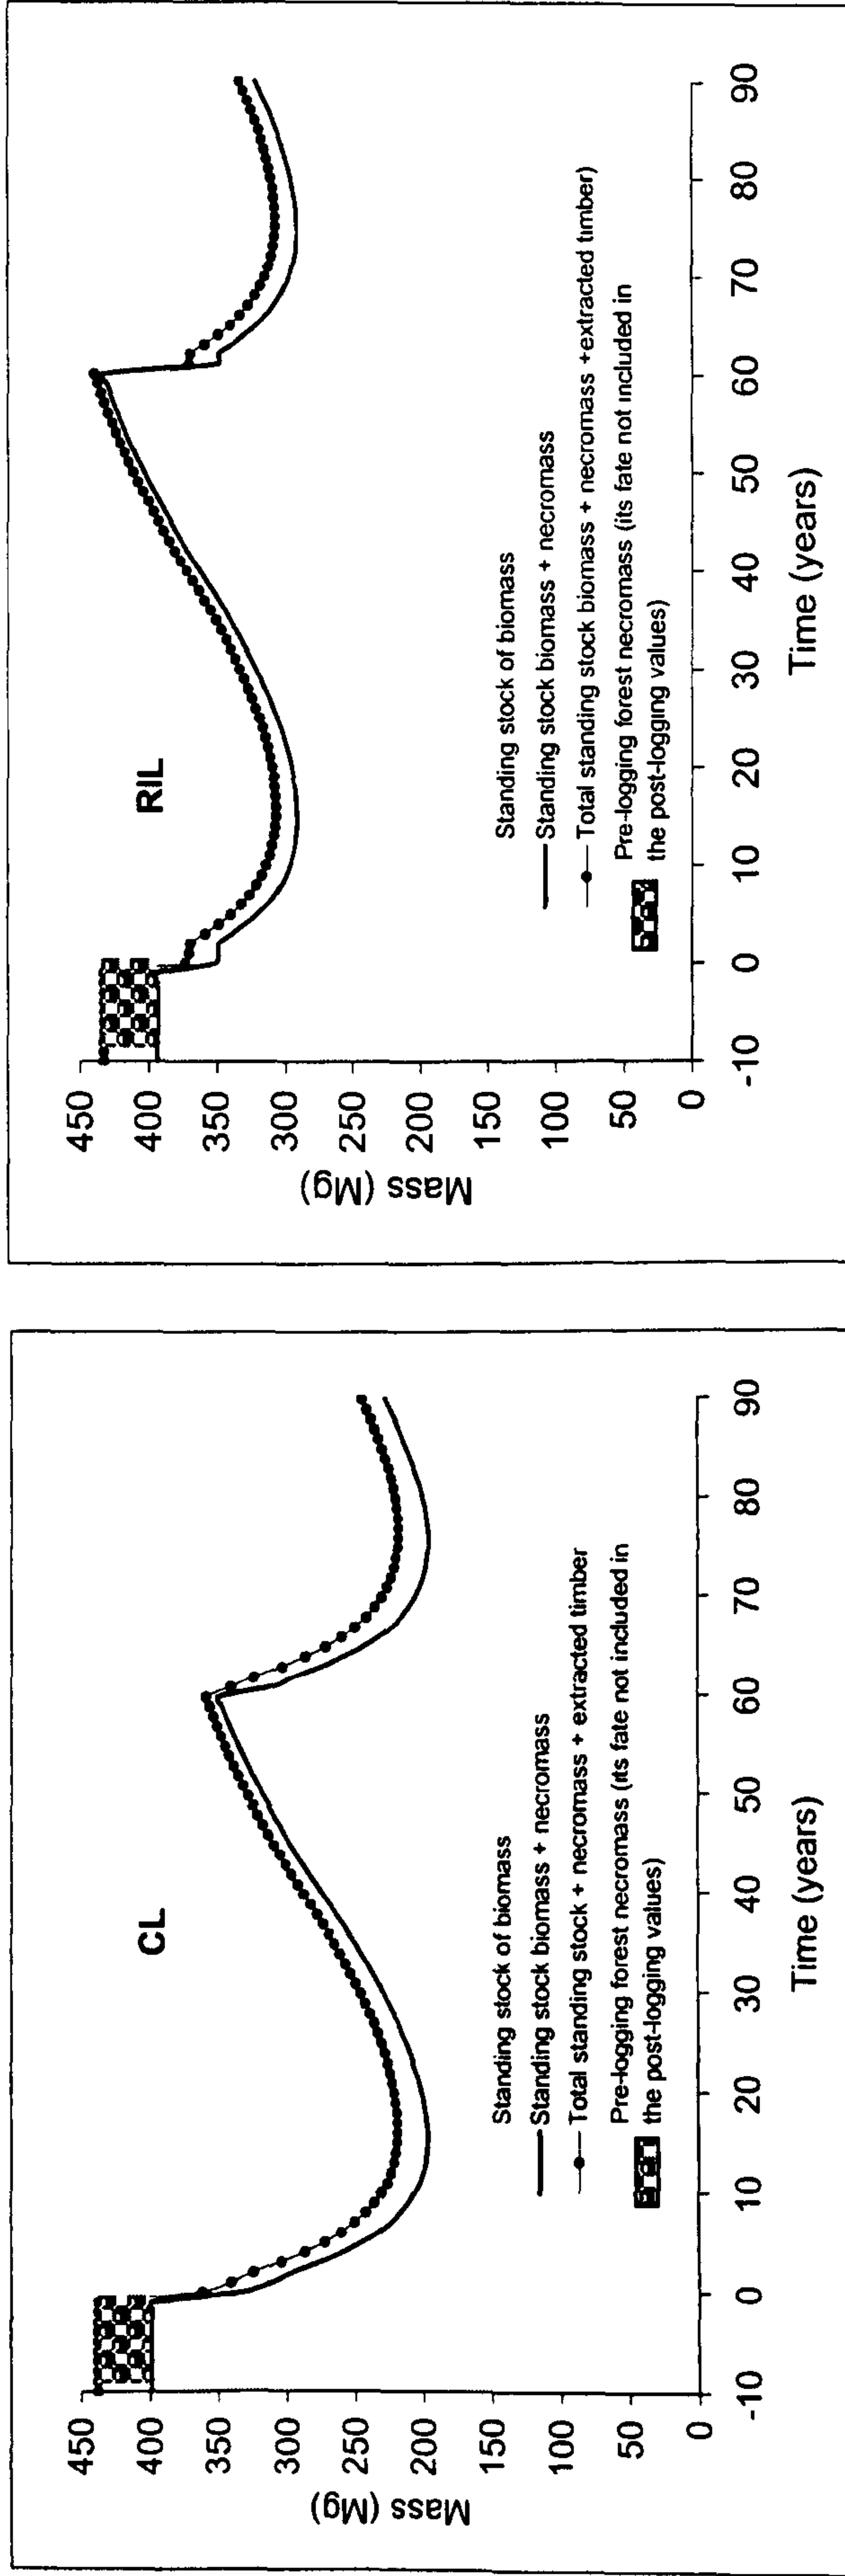 CL
450
400
350
300
250
200
150
100
50
0
Mass (Mg)
-10 0 10 20 30 40 50 60 70 80 90
Time (years)
Standing stock of biomass
Standing stock biomass + necromass
Total standing stock + necromass + extracted timber
Pre-logging forest necromass (its fate not included in
the post-logging values)
RIL
450
400
350
300
250
200
150
100
50
0
Mass (Mg)
-10 0 10 20 30 40 50 60 70 80 90
Time (years)
Standing stock of biomass
Standing stock biomass + necromass
Total standing stock biomass + necromass +extracted timber)
Pre-logging forest necromass (its fate not included in
the post-logging values)